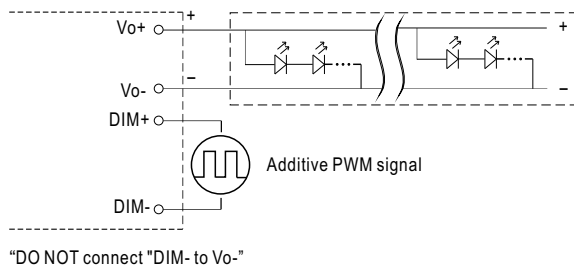 Vo+
+
+
−
Vo-
−
DIM+
Additive PWM signal
DIM-
“DO NOT connect "DIM- to Vo-”